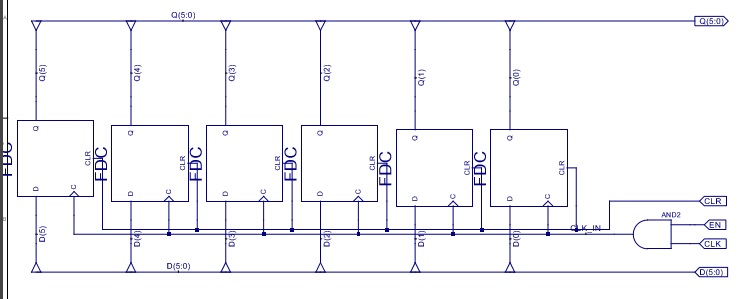 Q(5:0)
Q(5:0)
Q(5)
Q(4)
Q(3)
Q(2)
Q(1)
Q(0)
FDC
Q
CLR
D
C
FDC
Q
CLR
D
C
FDC
Q
CLR
D
C
FDC
Q
CLR
D
C
FDC
Q
CLR
D
C
FDC
Q
CLR
D
C
CLR
AND2
EN
CLK_IN
CLK
D(5)
D(4)
D(3)
D(2)
D(1)
D(0)
D(5:0)
D(5:0)